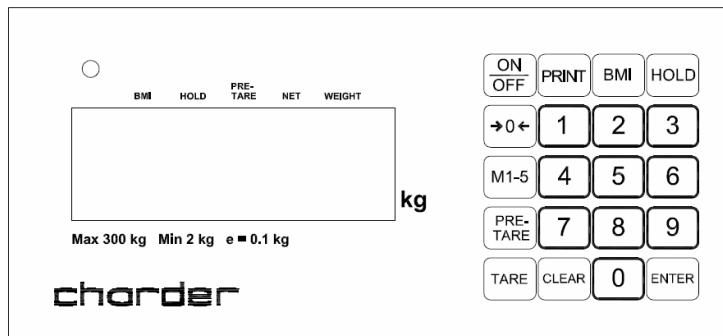 BMI HOLD PRE-TARE NET WEIGHT
kg
Max 300 kg Min 2 kg e = 0.1 kg
charder
ON/OFF PRINT BMI HOLD
→0← 1 2 3
M1-5 4 5 6
PRE-TARE 7 8 9
TARE CLEAR 0 ENTER